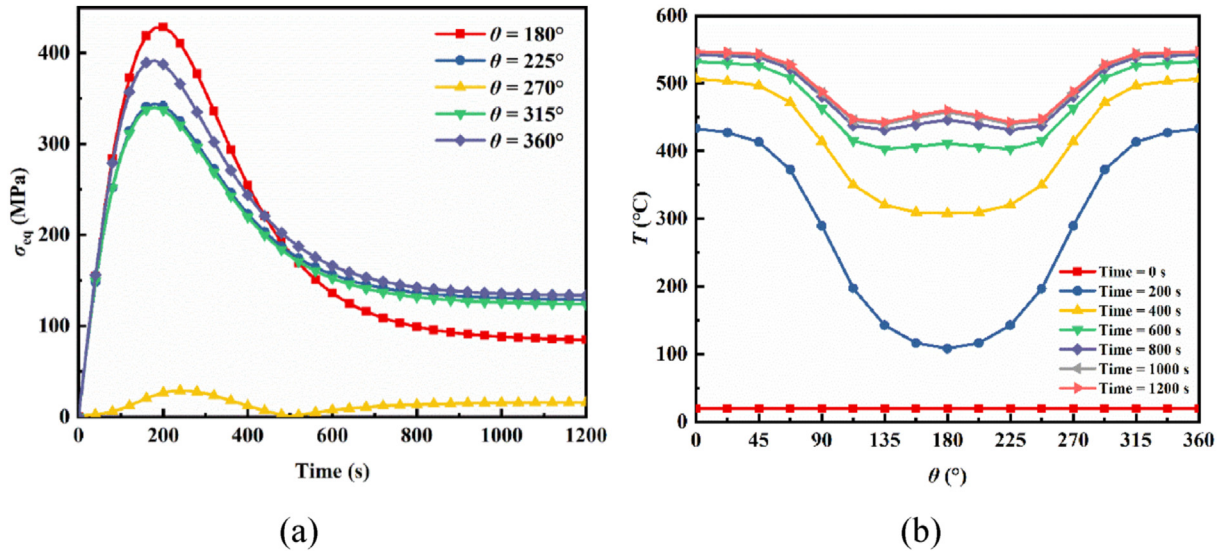 400
300
200
100
0
σeq (MPa)
0 200 400 600 800 1000 1200
Time (s)
θ = 180°
θ = 225°
θ = 270°
θ = 315°
θ = 360°
(a)
600
500
400
300
200
100
0
T (°C)
0 45 90 135 180 225 270 315 360
θ (°)
Time = 0 s
Time = 200 s
Time = 400 s
Time = 600 s
Time = 800 s
Time = 1000 s
Time = 1200 s
(b)